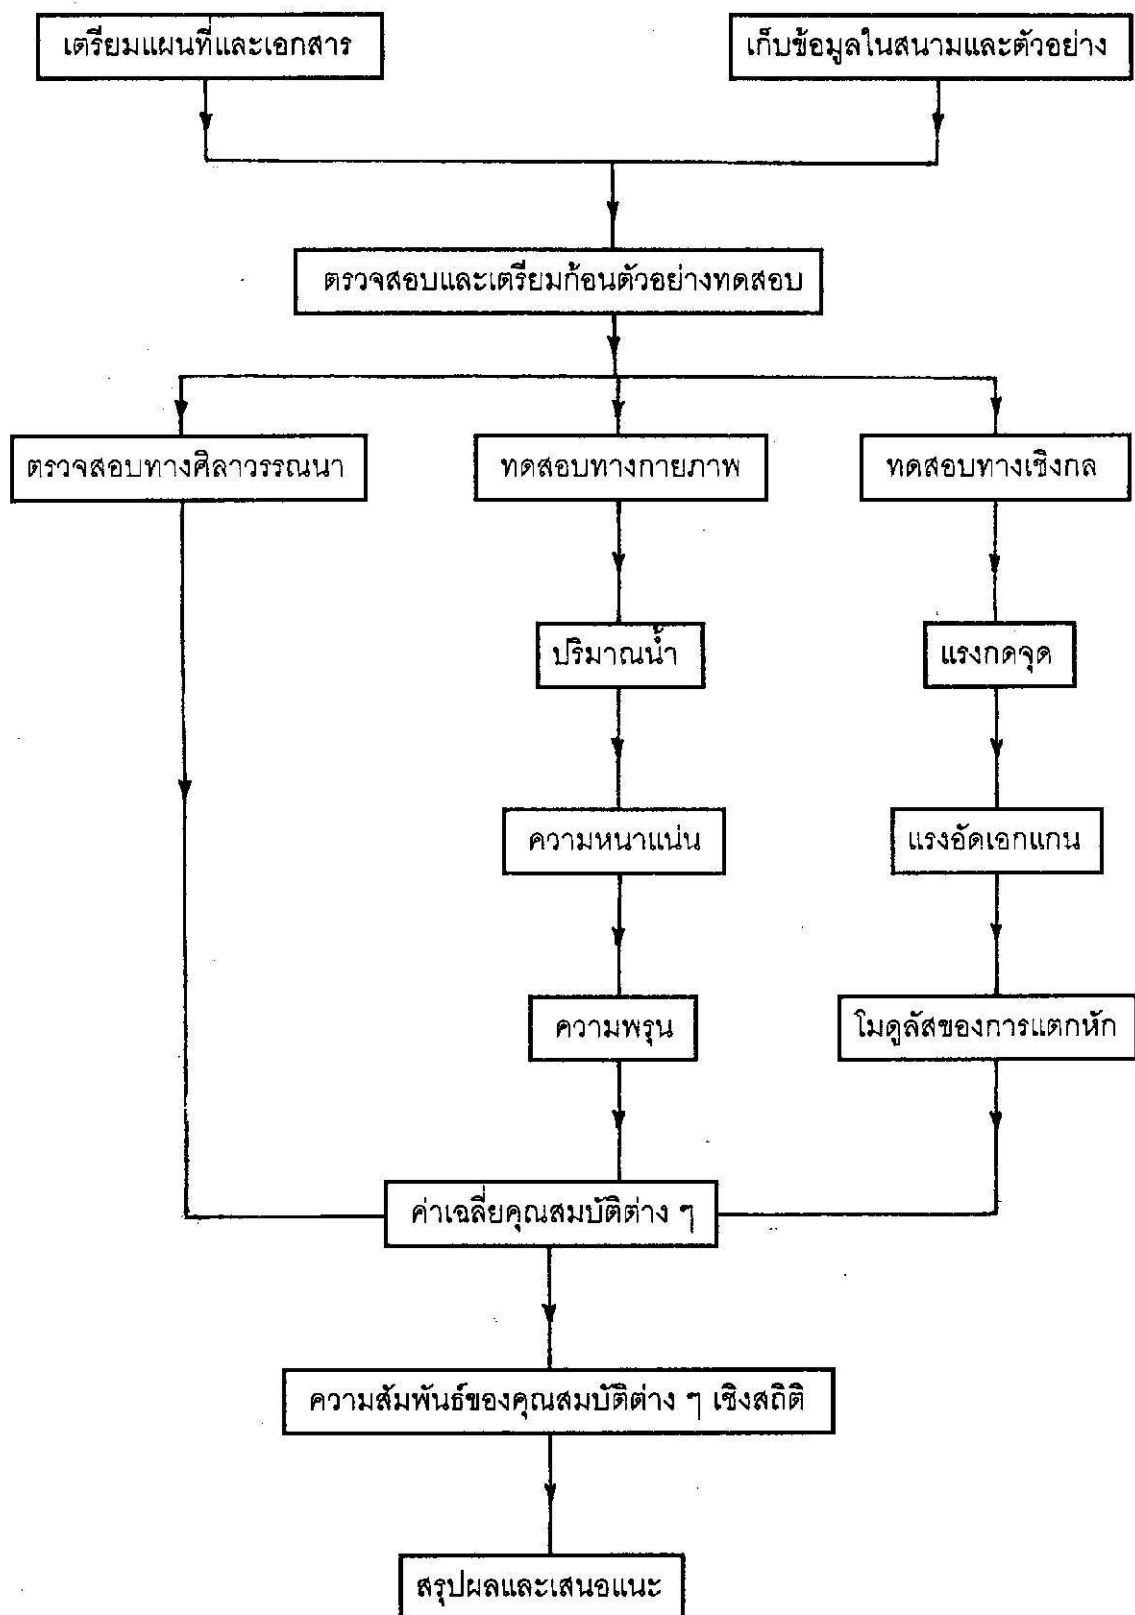 เตรียมแผนที่และเอกสาร
เก็บข้อมูลในสนามและตัวอย่าง
ตรวจสอบและเตรียมก้อนตัวอย่างทดสอบ
ตรวจสอบทางศิลาวรรณนา
ทดสอบทางกายภาพ
ทดสอบทางเชิงกล
ปริมาณน้ำ
แรงกดจุด
ความหนาแน่น
แรงอัดเอกแกน
ความพรุน
โมดูลัสของการแตกหัก
ค่าเฉลี่ยคุณสมบัติต่าง ๆ
ความสัมพันธ์ของคุณสมบัติต่าง ๆ เชิงสถิติ
สรุปผลและเสนอแนะ